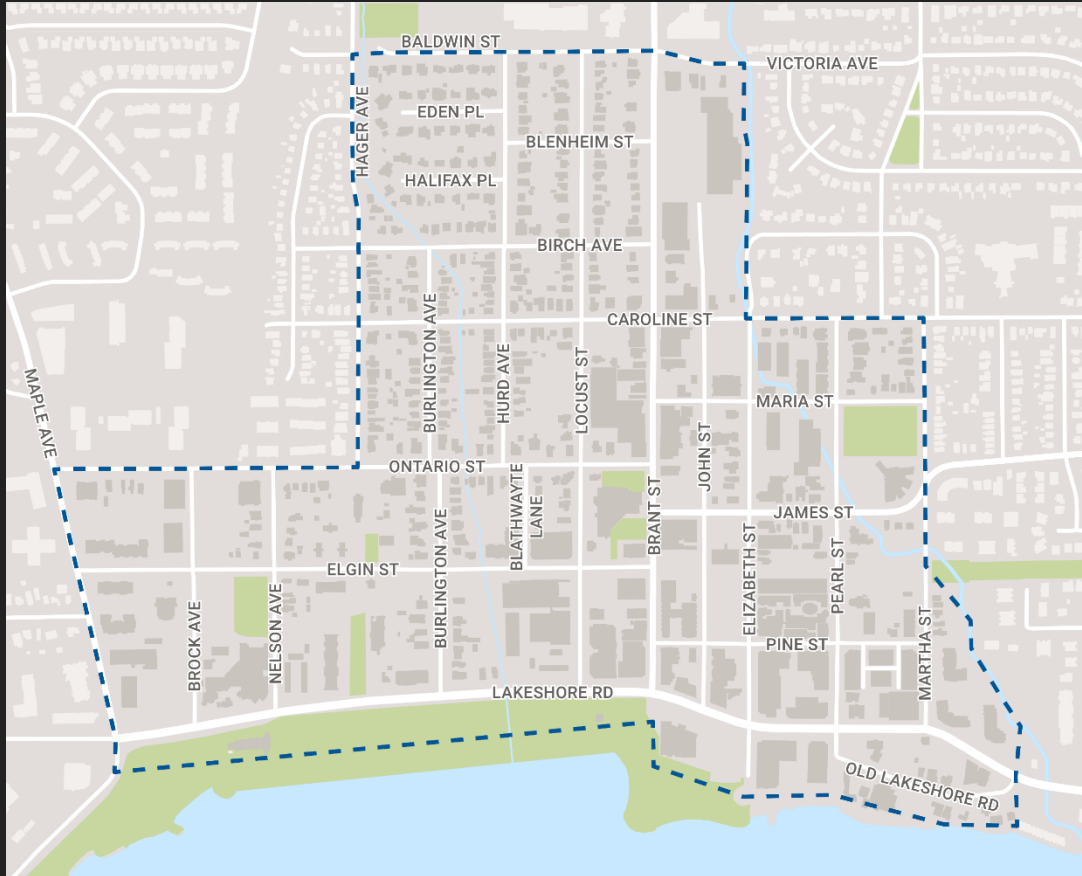 BALDWIN ST
VICTORIA AVE
HAGER AVE
EDEN PL
BLENHEIM ST
HALIFAX PL
BIRCH AVE
CAROLINE ST
BURLINGTON AVE
HURD AVE
LOCUST ST
MAPLE AVE
MARIA ST
JOHN ST
ONTARIO ST
BLATHWAYTE
LANE
BRANT ST
JAMES ST
BURLINGTON AVE
ELIZABETH ST
PEARL ST
ELGIN ST
BROCK AVE
NELSON AVE
MARTHA ST
PINE ST
LAKESHORE RD
OLD LAKESHORE RD